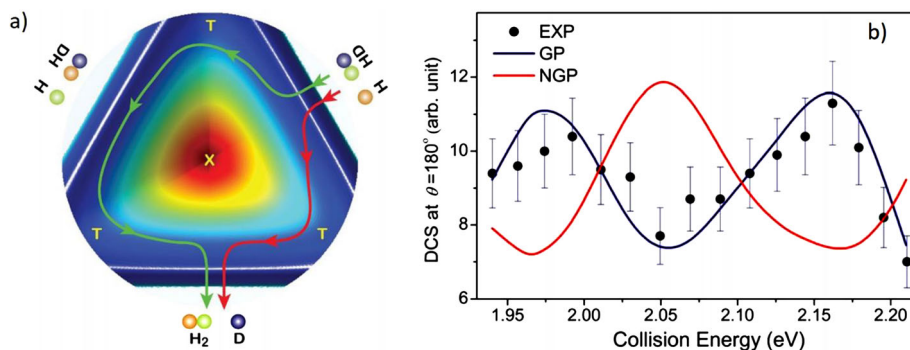 a)
T
DH
H
HD
H
X
T
T
H₂ D
b)
EXP
GP
NGP
DCS at θ=180° (arb. unit)
12
10
8
6
1.95 2.00 2.05 2.10 2.15 2.20
Collision Energy (eV)